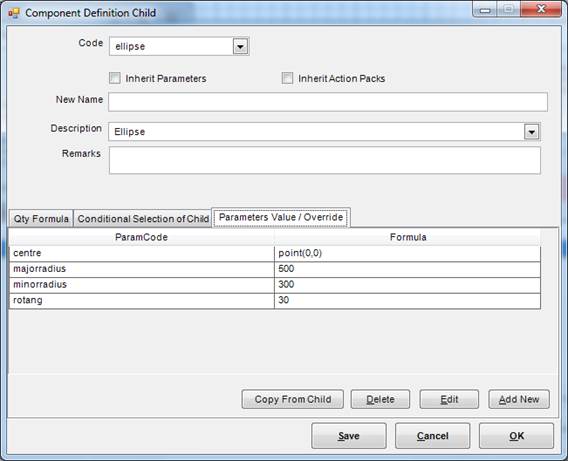 Component Definition Child
Code ellipse
Inherit Parameters Inherit Action Packs
New Name
Description Ellipse
Remarks
Qty Formula Conditional Selection of Child Parameters Value / Override
ParamCode Formula
centre point(0,0)
majorradius 500
minorradius 300
rotang 30
Copy From Child Delete Edit Add New
Save Cancel OK